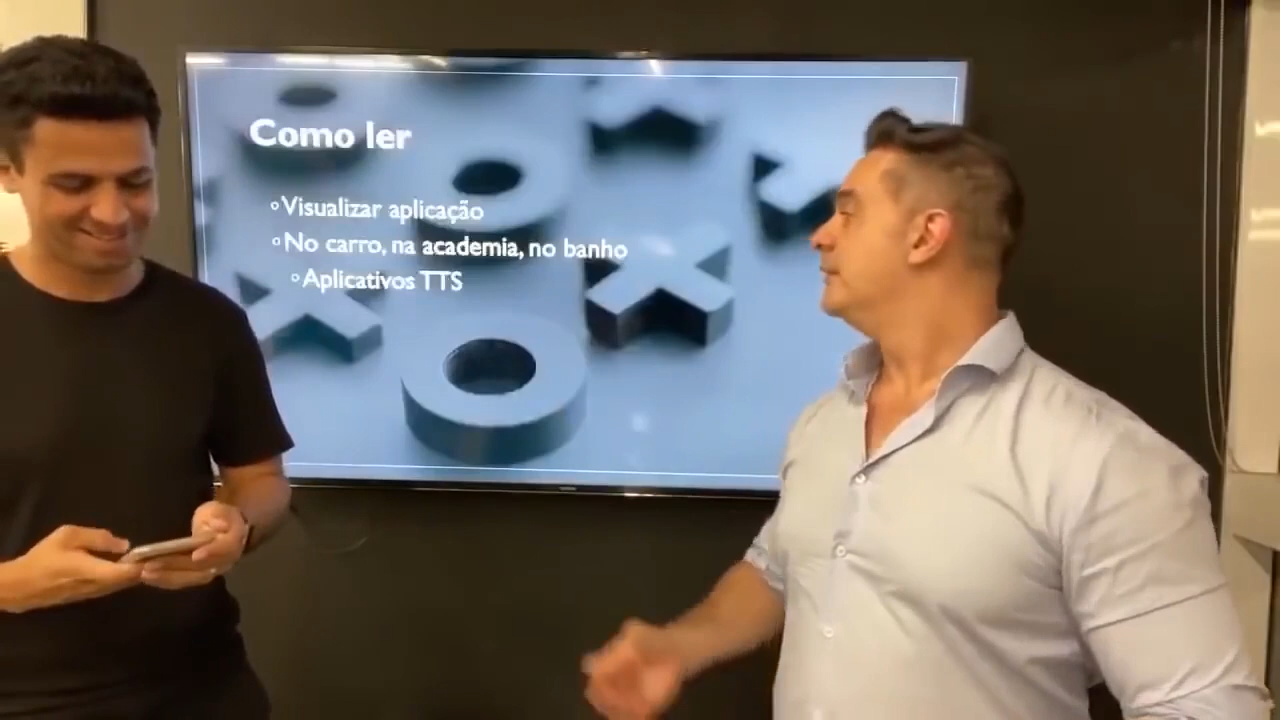 Como ler
◦Visualizar aplicação
◦No carro, na academia, no banho
◦Aplicativos TTS